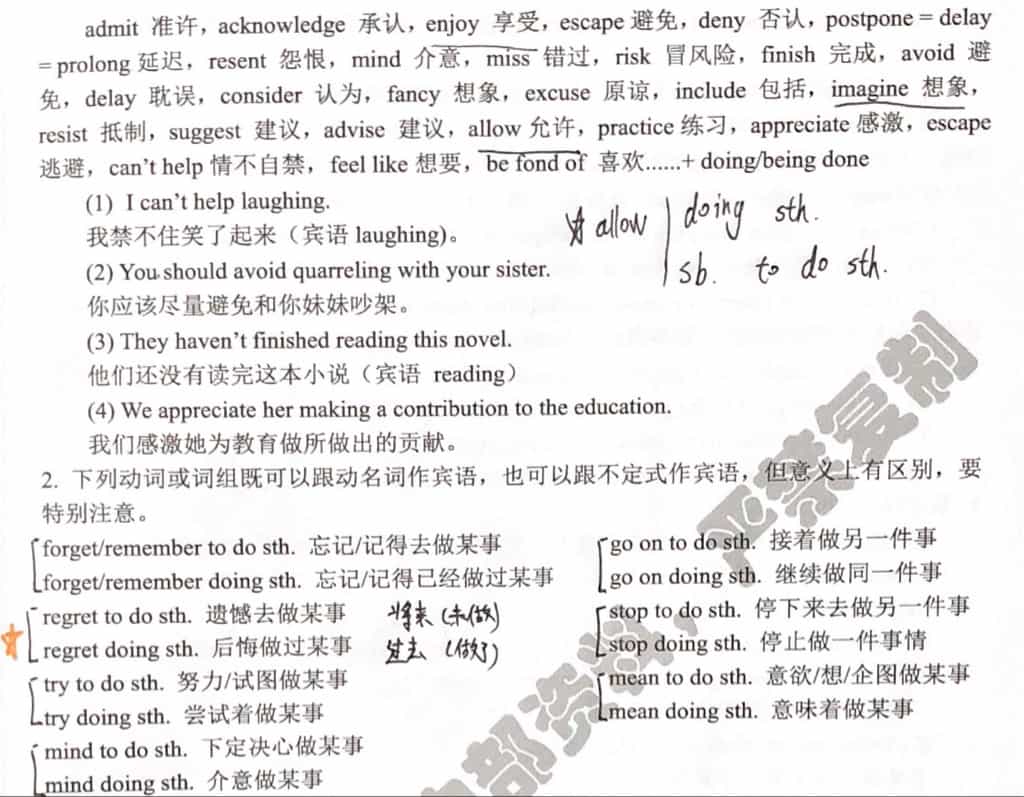 admit 准许，acknowledge 承认，enjoy 享受，escape 避免，deny 否认，postpone = delay
= prolong 延迟，resent 怨恨，mind 介意，miss 错过，risk 冒风险，finish 完成，avoid 避
免，delay 耽误，consider 认为，fancy 想象，excuse 原谅，include 包括，imagine 想象，
resist 抵制，suggest 建议，advise 建议，allow 允许，practice 练习，appreciate 感激，escape
逃避，can't help 情不自禁，feel like 想要，be fond of 喜欢......+ doing/being done
(1) I can't help laughing.
我禁不住笑了起来（宾语 laughing)。
☆ allow doing sth.
sb. to do sth.
(2) You should avoid quarreling with your sister.
你应该尽量避免和你妹妹吵架。
(3) They haven't finished reading this novel.
他们还没有读完这本小说（宾语 reading）
(4) We appreciate her making a contribution to the education.
我们感激她为教育做所做出的贡献。
2. 下列动词或词组既可以跟动名词作宾语，也可以跟不定式作宾语，但意义上有区别，要
特别注意。
forget/remember to do sth. 忘记/记得去做某事
forget/remember doing sth. 忘记/记得已经做过某事
☆ regret to do sth. 遗憾去做某事 将来（未做）
regret doing sth. 后悔做过某事 过去（做了）
try to do sth. 努力/试图做某事
try doing sth. 尝试着做某事
mind to do sth. 下定决心做某事
mind doing sth. 介意做某事
go on to do sth. 接着做另一件事
go on doing sth. 继续做同一件事
stop to do sth. 停下来去做另一件事
stop doing sth. 停止做一件事情
mean to do sth. 意欲/想/企图做某事
mean doing sth. 意味着做某事
内部资料，严禁复制